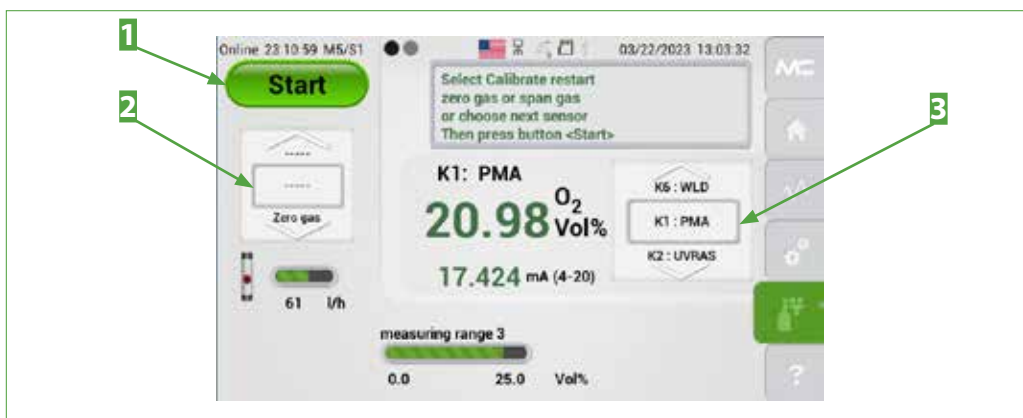 1
Online 23:10:59 M5/S1
03/22/2023 13:03:32
Start
Select Calibrate restart
zero gas or span gas
or choose next sensor
Then press button <Start>
2
3
-----
-----
Zero gas
K1: PMA
20.98 O2 Vol%
17.424 mA (4-20)
K6 : WLD
K1 : PMA
K2 : UVRAS
61 l/h
measuring range 3
0.0 25.0 Vol%
MC
?